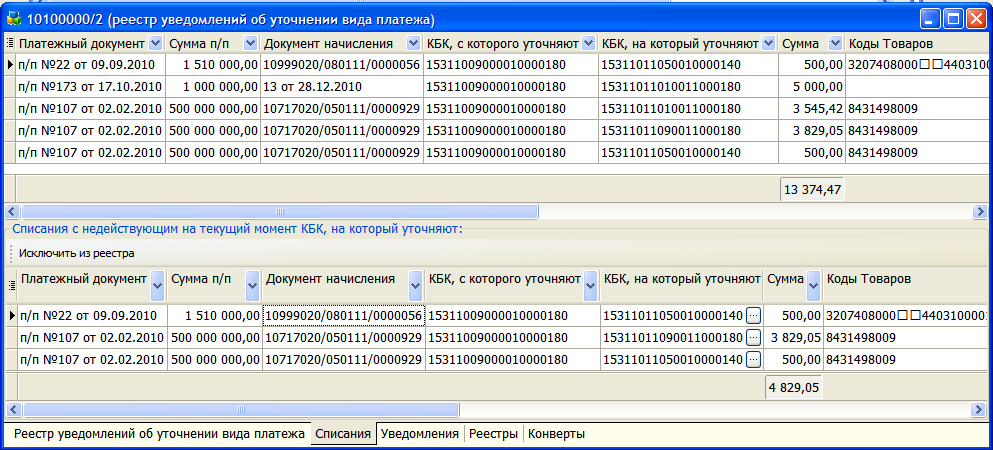 10100000/2 (реестр уведомлений об уточнении вида платежа)
Платежный документ Сумма п/п Документ начисления КБК, с которого уточняют КБК, на который уточняют Сумма Коды Товаров
п/п №22 от 09.09.2010 1 510 000,00 10999020/080111/0000056 15311009000010000180 15311011050010000140 500,00 3207408000□□4403100
п/п №173 от 17.10.2010 1 000 000,00 13 от 28.12.2010 15311009000010000180 15311011010011000180 5 000,00
п/п №107 от 02.02.2010 500 000 000,00 10717020/050111/0000929 15311009000010000180 15311011010011000180 3 545,42 8431498009
п/п №107 от 02.02.2010 500 000 000,00 10717020/050111/0000929 15311009000010000180 15311011090011000180 3 829,05 8431498009
п/п №107 от 02.02.2010 500 000 000,00 10717020/050111/0000929 15311009000010000180 15311011050010000140 500,00 8431498009
13 374,47
Списания с недействующим на текущий момент КБК, на который уточняют:
Исключить из реестра
Платежный документ Сумма п/п Документ начисления КБК, с которого уточняют КБК, на который уточняют Сумма Коды Товаров
п/п №22 от 09.09.2010 1 510 000,00 10999020/080111/0000056 15311009000010000180 15311011050010000140 ... 500,00 3207408000□□440310000
п/п №107 от 02.02.2010 500 000 000,00 10717020/050111/0000929 15311009000010000180 15311011090011000180 ... 3 829,05 8431498009
п/п №107 от 02.02.2010 500 000 000,00 10717020/050111/0000929 15311009000010000180 15311011050010000140 ... 500,00 8431498009
4 829,05
Реестр уведомлений об уточнении вида платежа Списания Уведомления Реестры Конверты